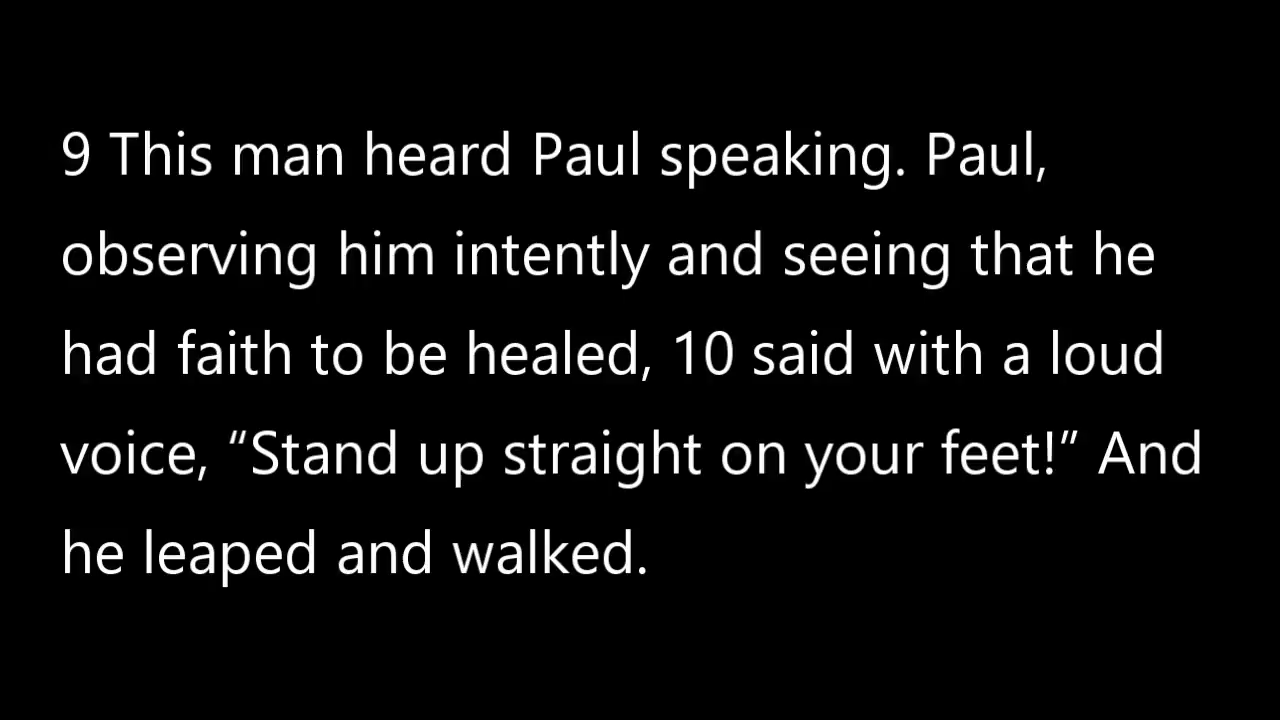 9 This man heard Paul speaking. Paul,
observing him intently and seeing that he
had faith to be healed, 10 said with a loud
voice, “Stand up straight on your feet!” And
he leaped and walked.